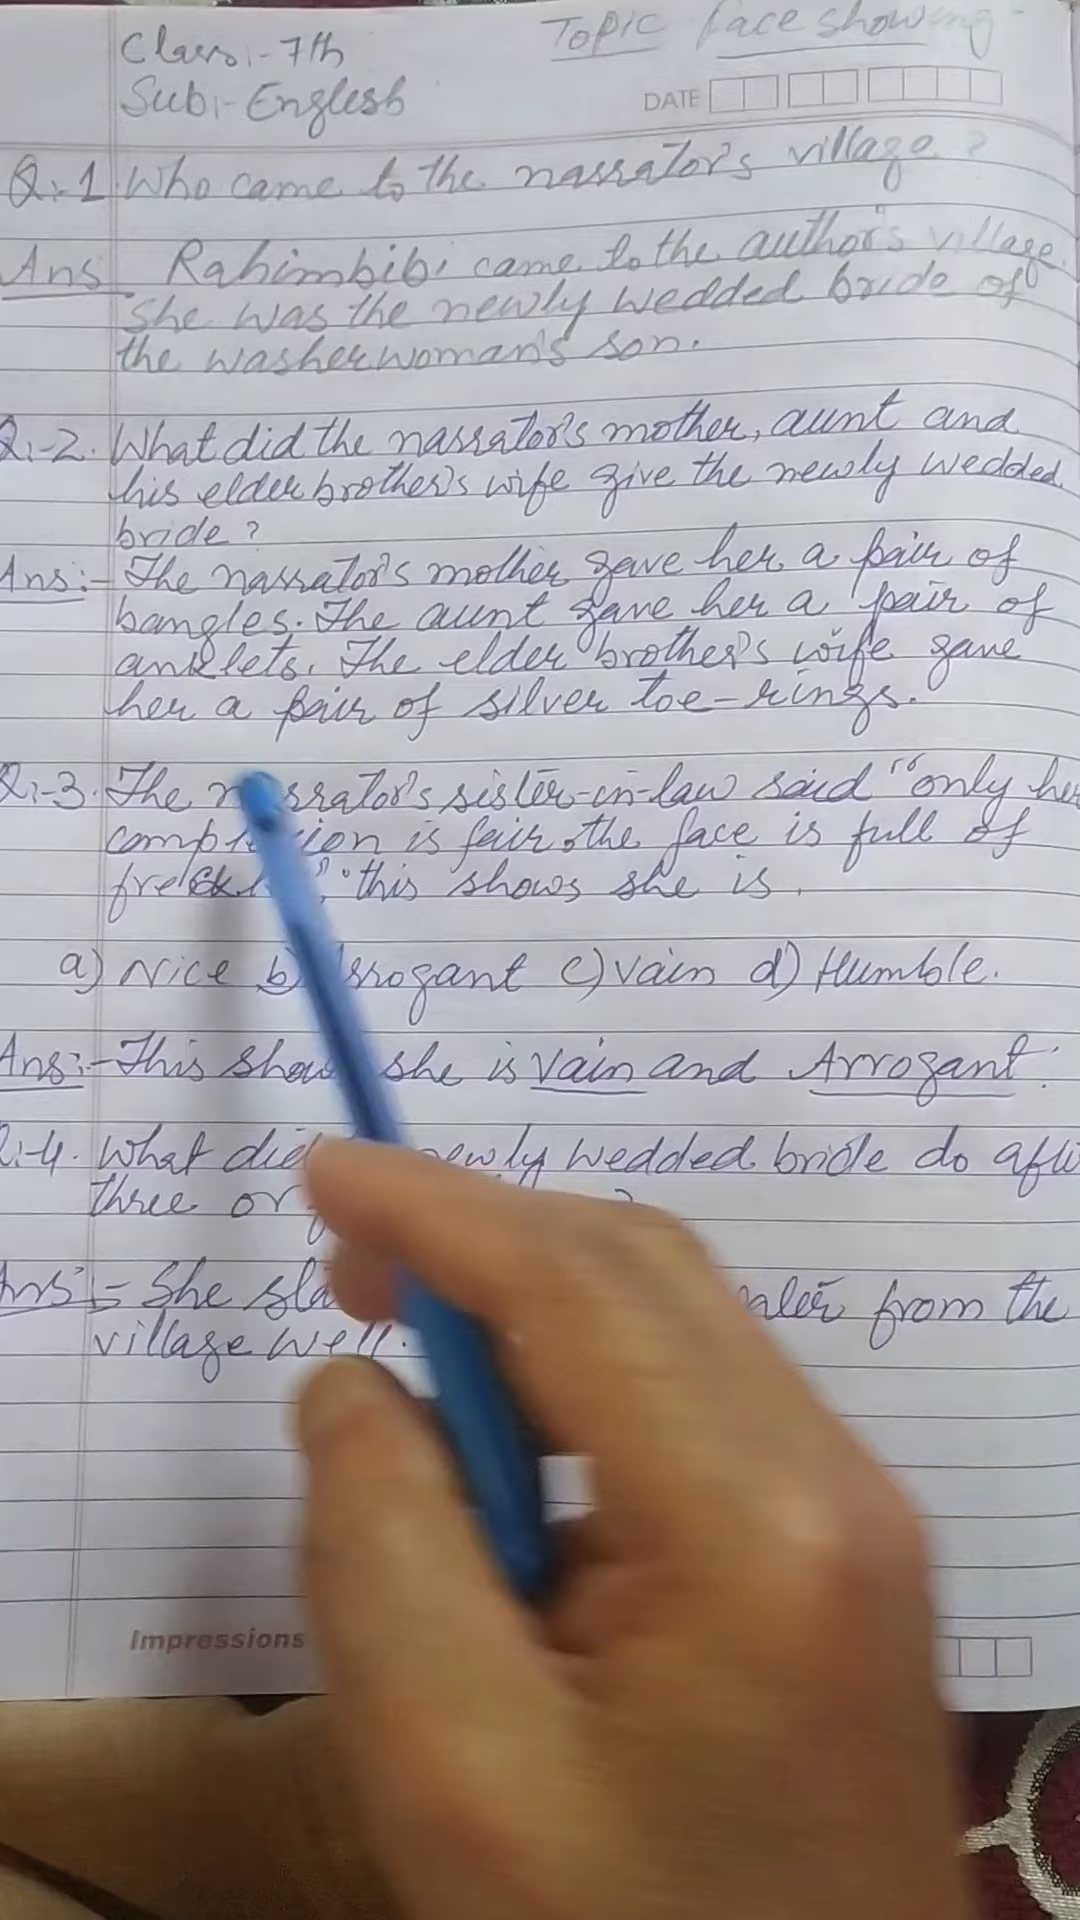 Class:- 7th
Topic face showing
Sub:- English
DATE
Q:-1. Who came to the narrator's village?
Ans Rahimbibi came to the author's village.
She was the newly wedded bride of
the washerwoman's son.
Q:-2. What did the narrator's mother, aunt and
his elder brother's wife give the newly wedded
bride?
Ans:- The narrator's mother gave her a pair of
bangles. The aunt gave her a pair of
anklets. The elder brother's wife gave
her a pair of silver toe-rings.
Q:-3. The sister-in-law said "only her
is fair, the face is full of
this shows she is.
a) Nice b) c) Vain d) Humble.
Ans:- This she is Vain and Arrogant.
Q:-4. What newly wedded bride do
three or
Ans:- She from the
village well.
Impressions